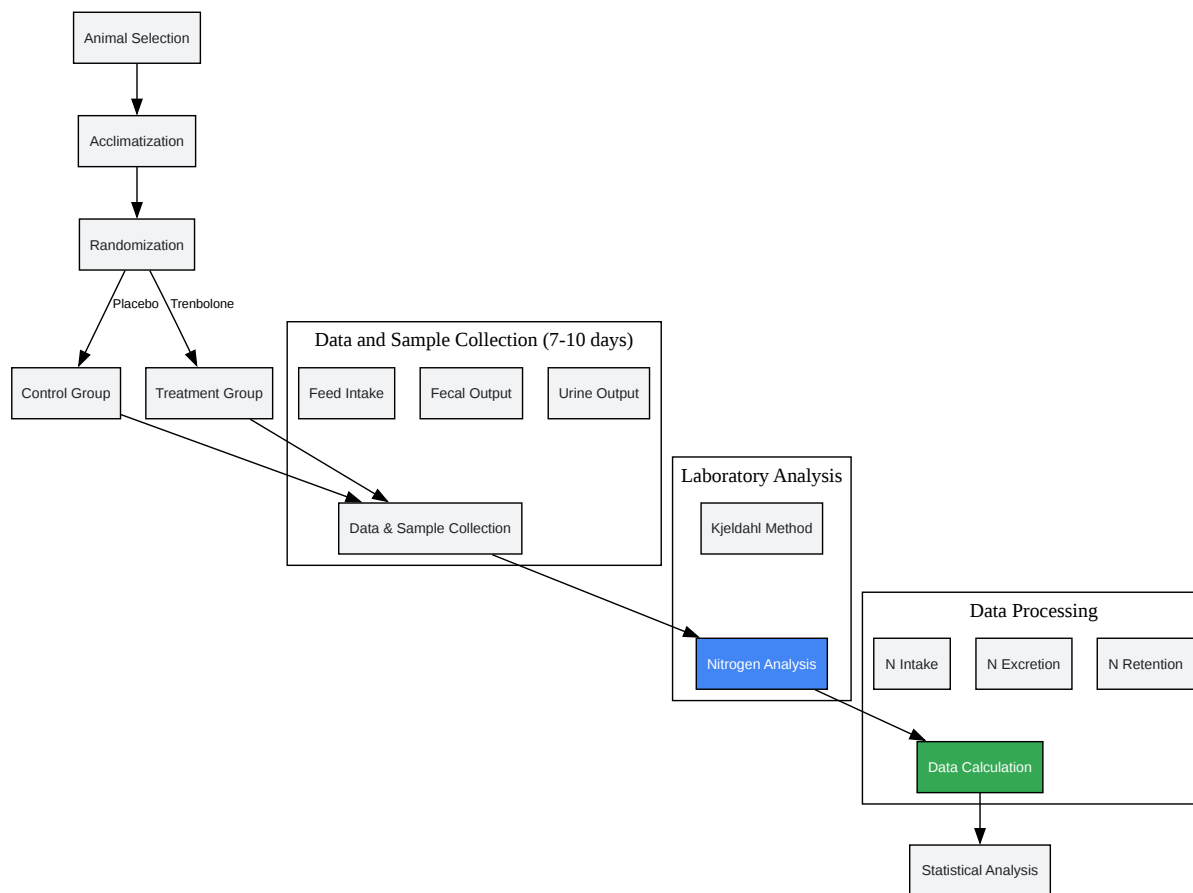 Animal Selection
Acclimatization
Randomization
Placebo
Trenbolone
Control Group
Treatment Group
Data and Sample Collection (7-10 days)
Feed Intake
Fecal Output
Urine Output
Data & Sample Collection
Laboratory Analysis
Kjeldahl Method
Nitrogen Analysis
Data Processing
N Intake
N Excretion
N Retention
Data Calculation
Statistical Analysis